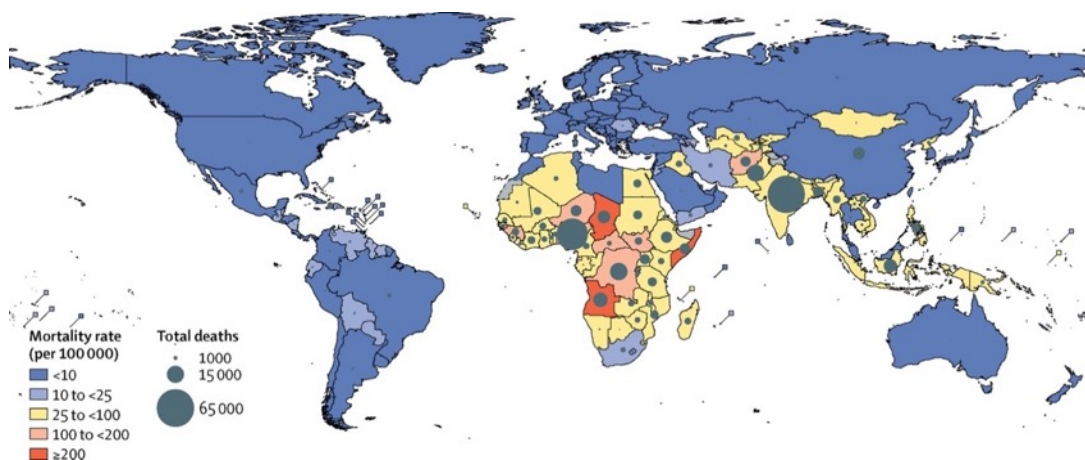 Mortality rate
(per 100 000)
<10
10 to <25
25 to <100
100 to <200
≥200
Total deaths
1000
15 000
65 000